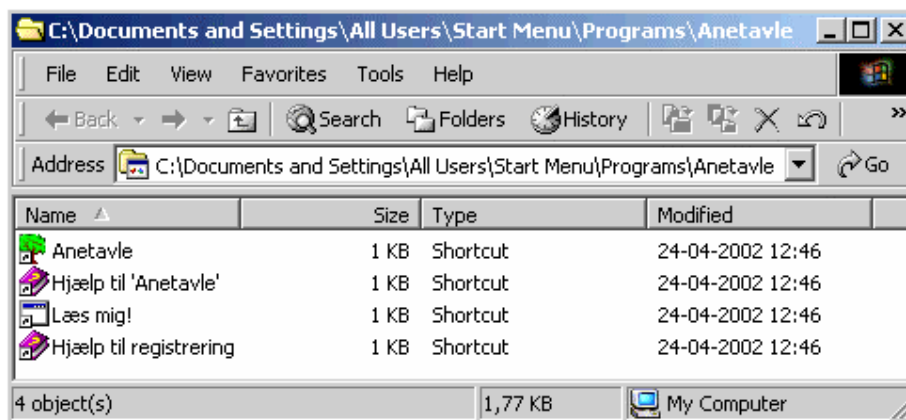 C:\Documents and Settings\All Users\Start Menu\Programs\Anetavle
File Edit View Favorites Tools Help
Back Search Folders History »
Address C:\Documents and Settings\All Users\Start Menu\Programs\Anetavle Go
Name Size Type Modified
Anetavle 1 KB Shortcut 24-04-2002 12:46
Hjælp til 'Anetavle' 1 KB Shortcut 24-04-2002 12:46
Læs mig! 1 KB Shortcut 24-04-2002 12:46
Hjælp til registrering 1 KB Shortcut 24-04-2002 12:46
4 object(s) 1,77 KB My Computer